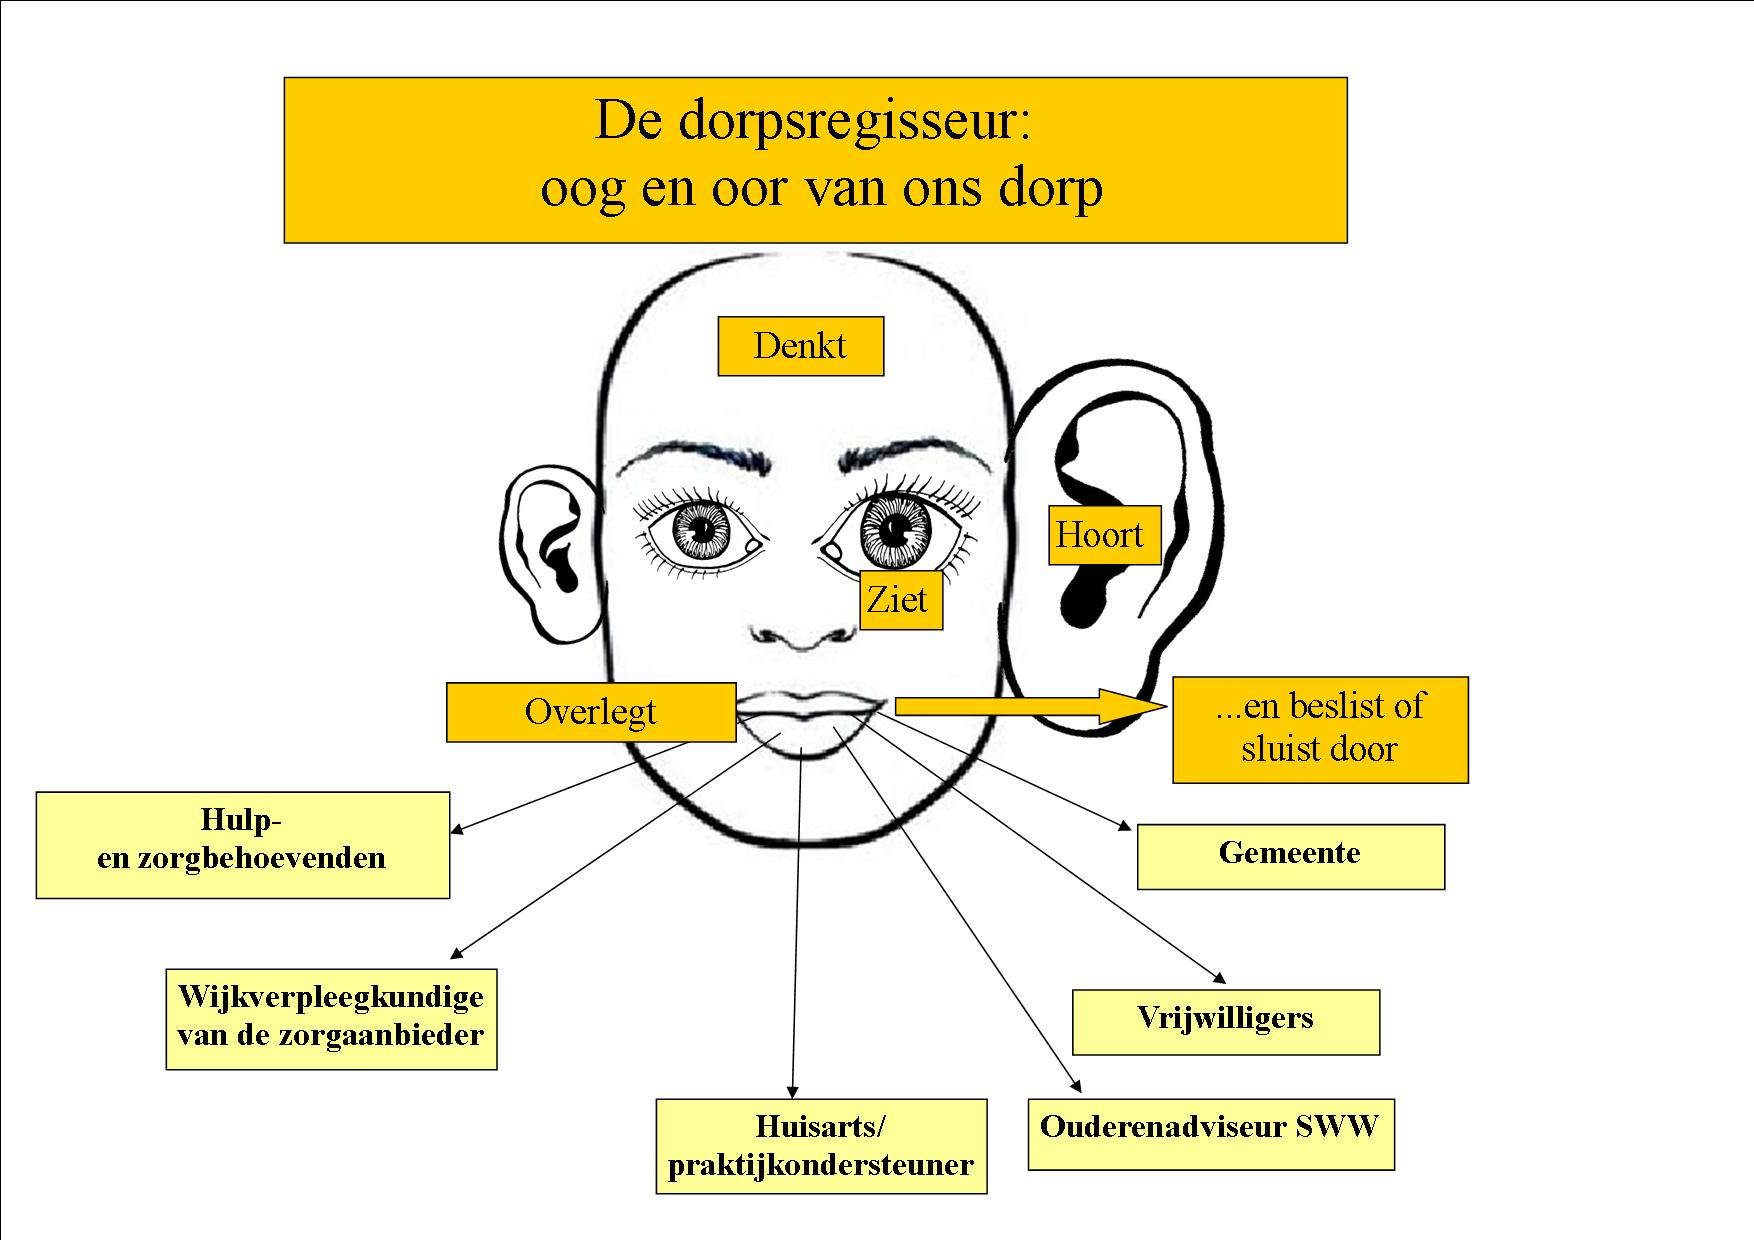 De dorpsregisseur:
oog en oor van ons dorp
Denkt
Hoort
Ziet
Overlegt
...en beslist of
sluist door
Hulp-
en zorgbehoevenden
Gemeente
Wijkverpleegkundige
van de zorgaanbieder
Vrijwilligers
Huisarts/
praktijkondersteuner
Ouderenadviseur SWW